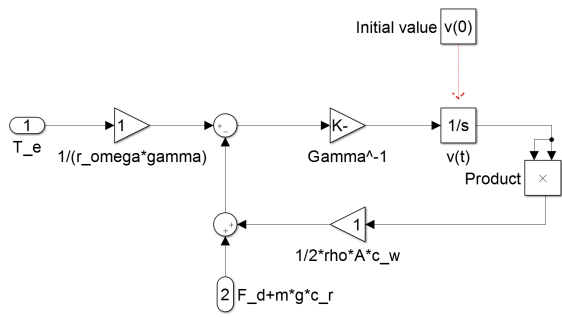 Initial value v(0)
1 1 + - K- 1/s
T_e 1/(r_omega*gamma) Gamma^-1 v(t)
Product ×
+ + 1
1/2*rho*A*c_w
2 F_d+m*g*c_r